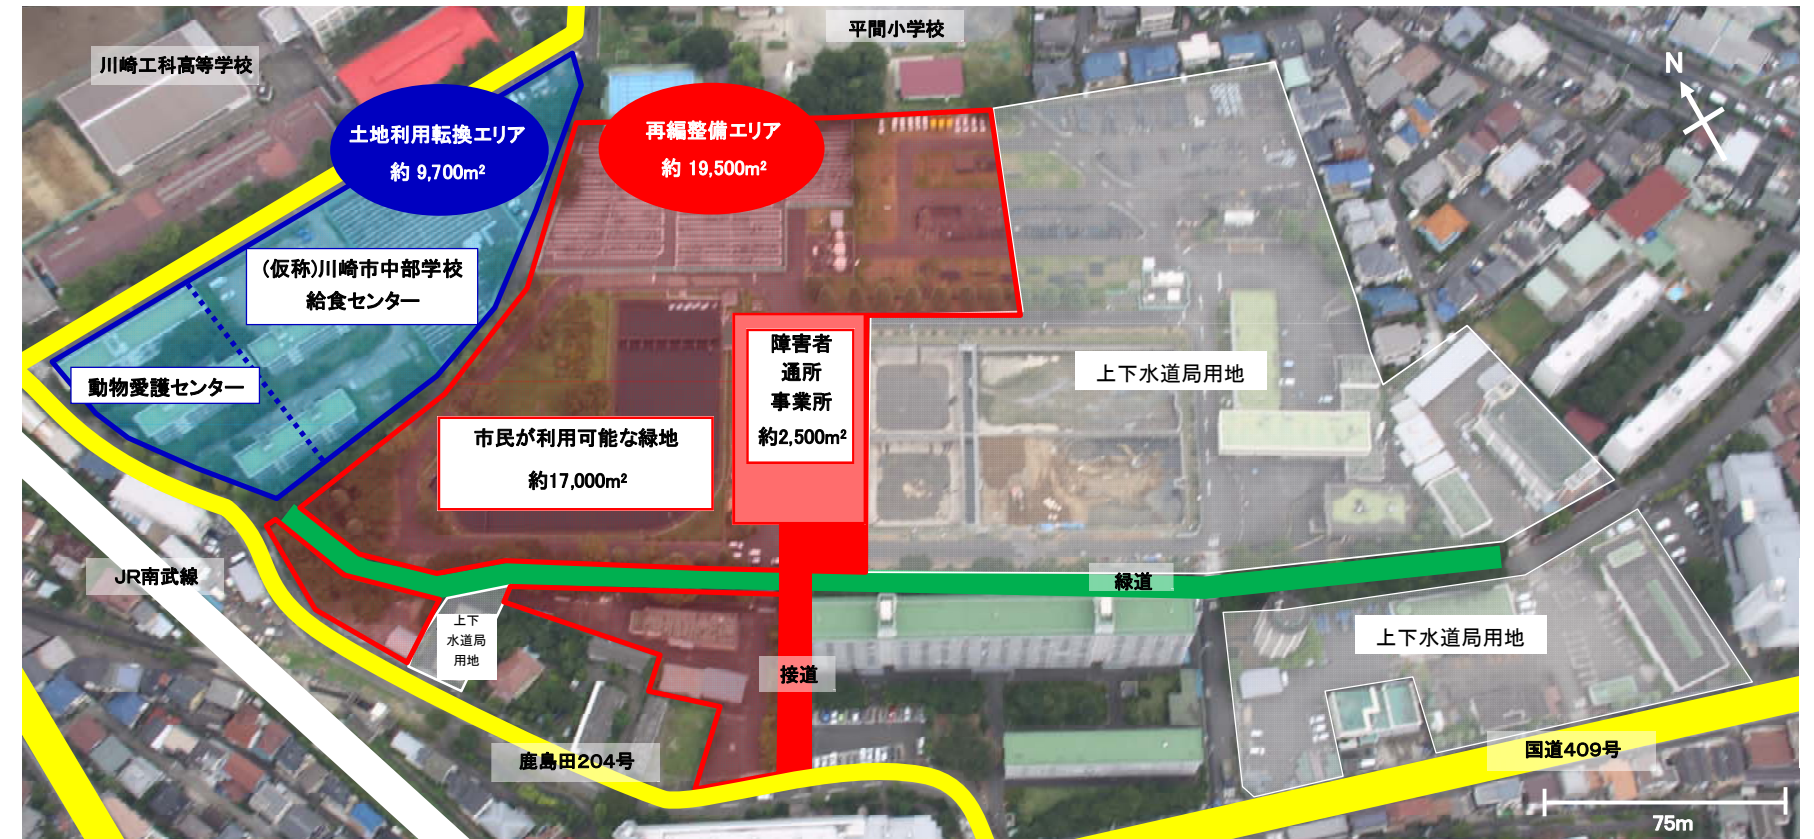 平間小学校
川崎工科高等学校
N
土地利用転換エリア
約 9,700m²
再編整備エリア
約 19,500m²
(仮称)川崎市中部学校
給食センター
動物愛護センター
障害者
通所
事業所
約2,500m²
上下水道局用地
市民が利用可能な緑地
約17,000m²
JR南武線
緑道
上下
水道局
用地
上下水道局用地
接道
鹿島田204号
国道409号
75m